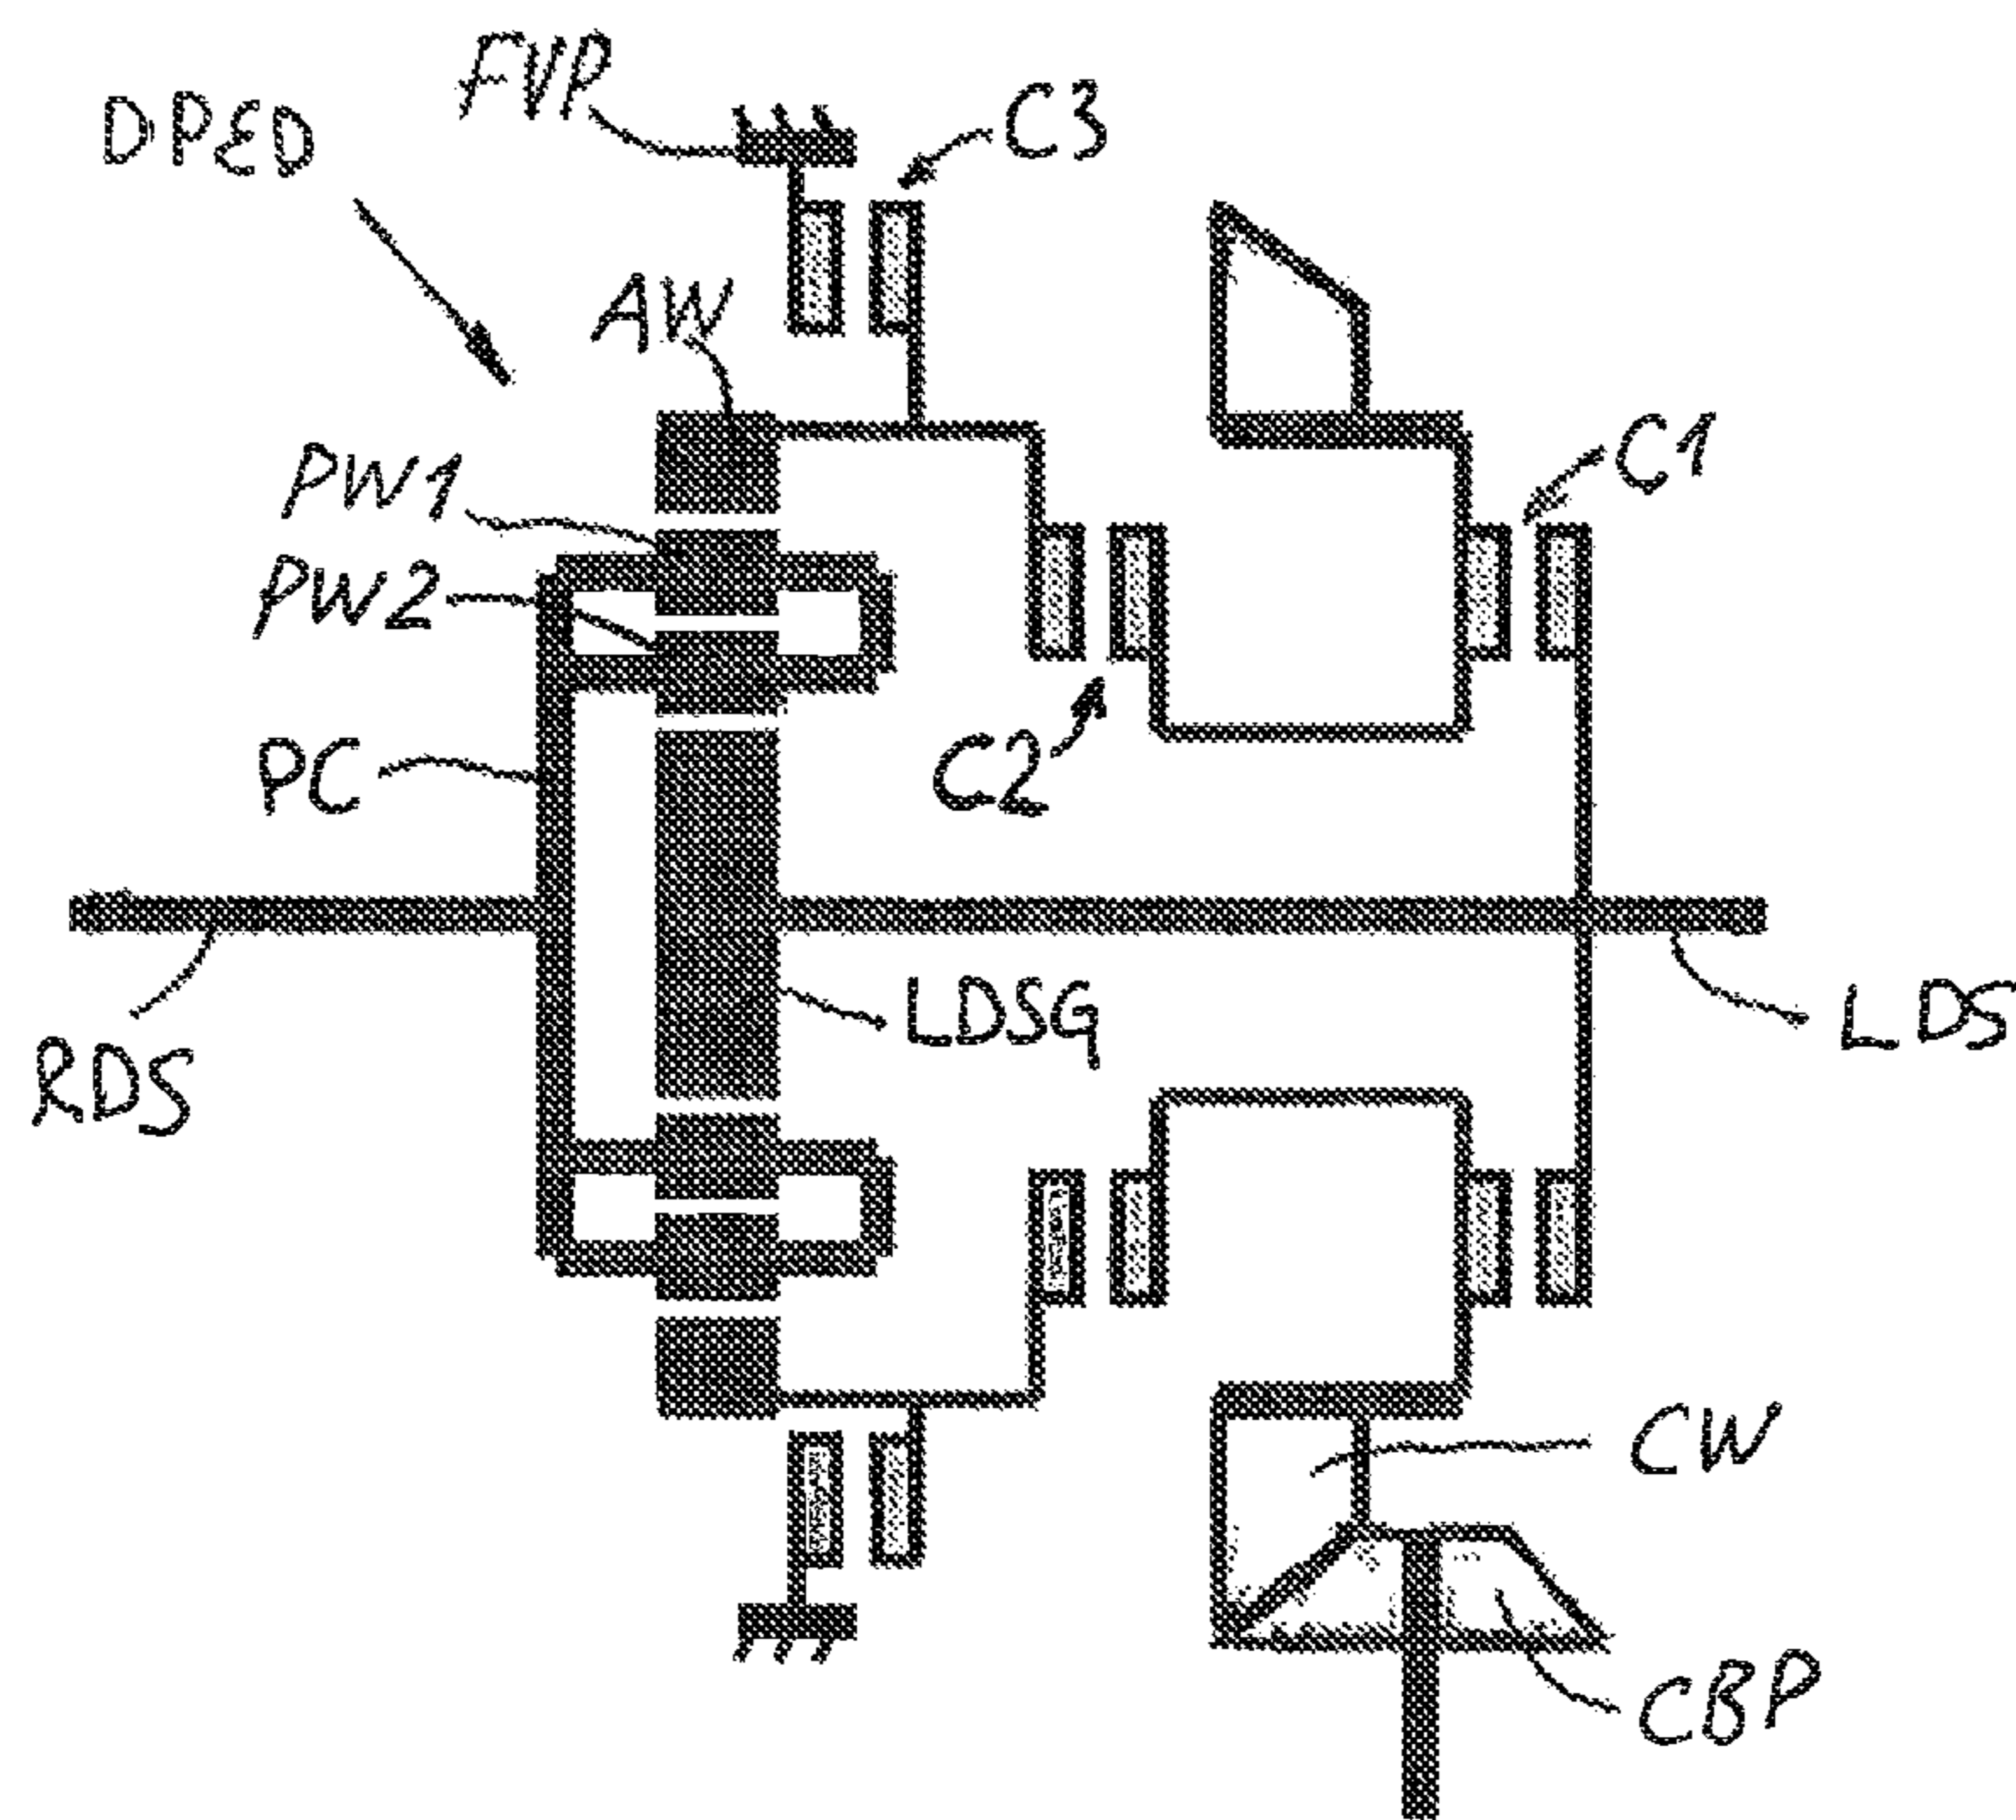 FVP
C3
DPED
AW
C1
PW1
PW2
PC
C2
LDSG
LDS
RDS
CW
CBP